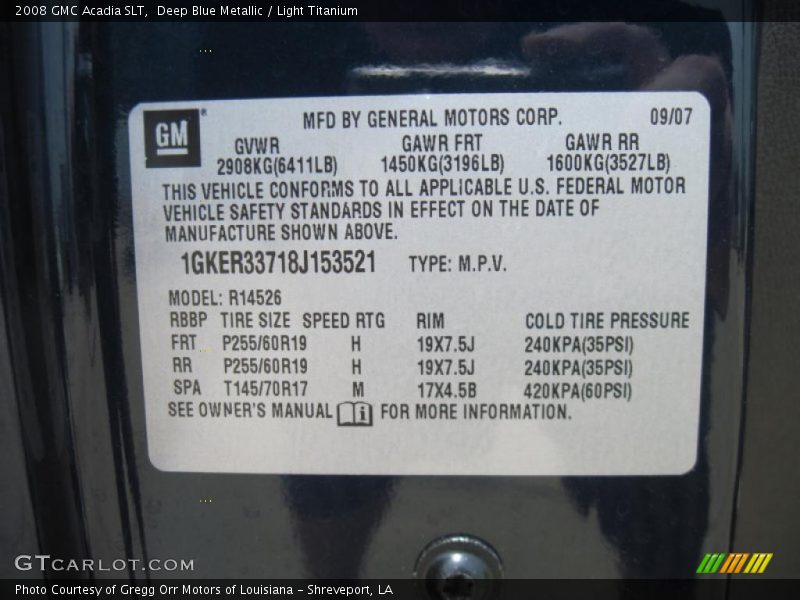 2008 GMC Acadia SLT,  Deep Blue Metallic / Light Titanium
GM® MFD BY GENERAL MOTORS CORP. 09/07
GVWR GAWR FRT GAWR RR
2908KG(6411LB) 1450KG(3196LB) 1600KG(3527LB)
THIS VEHICLE CONFORMS TO ALL APPLICABLE U.S. FEDERAL MOTOR
VEHICLE SAFETY STANDARDS IN EFFECT ON THE DATE OF
MANUFACTURE SHOWN ABOVE.
1GKER33718J153521 TYPE: M.P.V.
MODEL: R14526
RBBP TIRE SIZE SPEED RTG RIM COLD TIRE PRESSURE
FRT P255/60R19 H 19X7.5J 240KPA(35PSI)
RR P255/60R19 H 19X7.5J 240KPA(35PSI)
SPA T145/70R17 M 17X4.5B 420KPA(60PSI)
SEE OWNER'S MANUAL i FOR MORE INFORMATION.
GTCARLOT.COM
Photo Courtesy of Gregg Orr Motors of Louisiana - Shreveport, LA